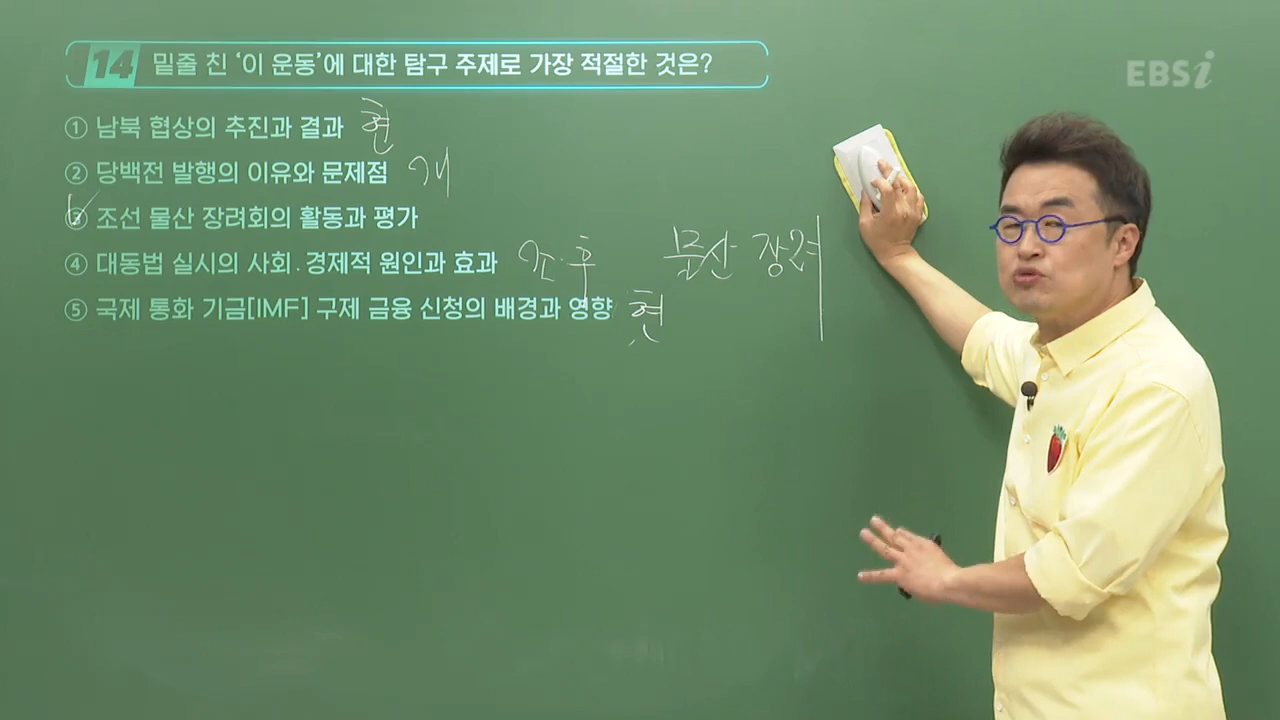 14 밑줄 친 '이 운동'에 대한 탐구 주제로 가장 적절한 것은?
EBSi
① 남북 협상의 추진과 결과 현
② 당백전 발행의 이유와 문제점 개
③ 조선 물산 장려회의 활동과 평가
④ 대동법 실시의 사회·경제적 원인과 효과 조·후 물산 장려
⑤ 국제 통화 기금[IMF] 구제 금융 신청의 배경과 영향 현